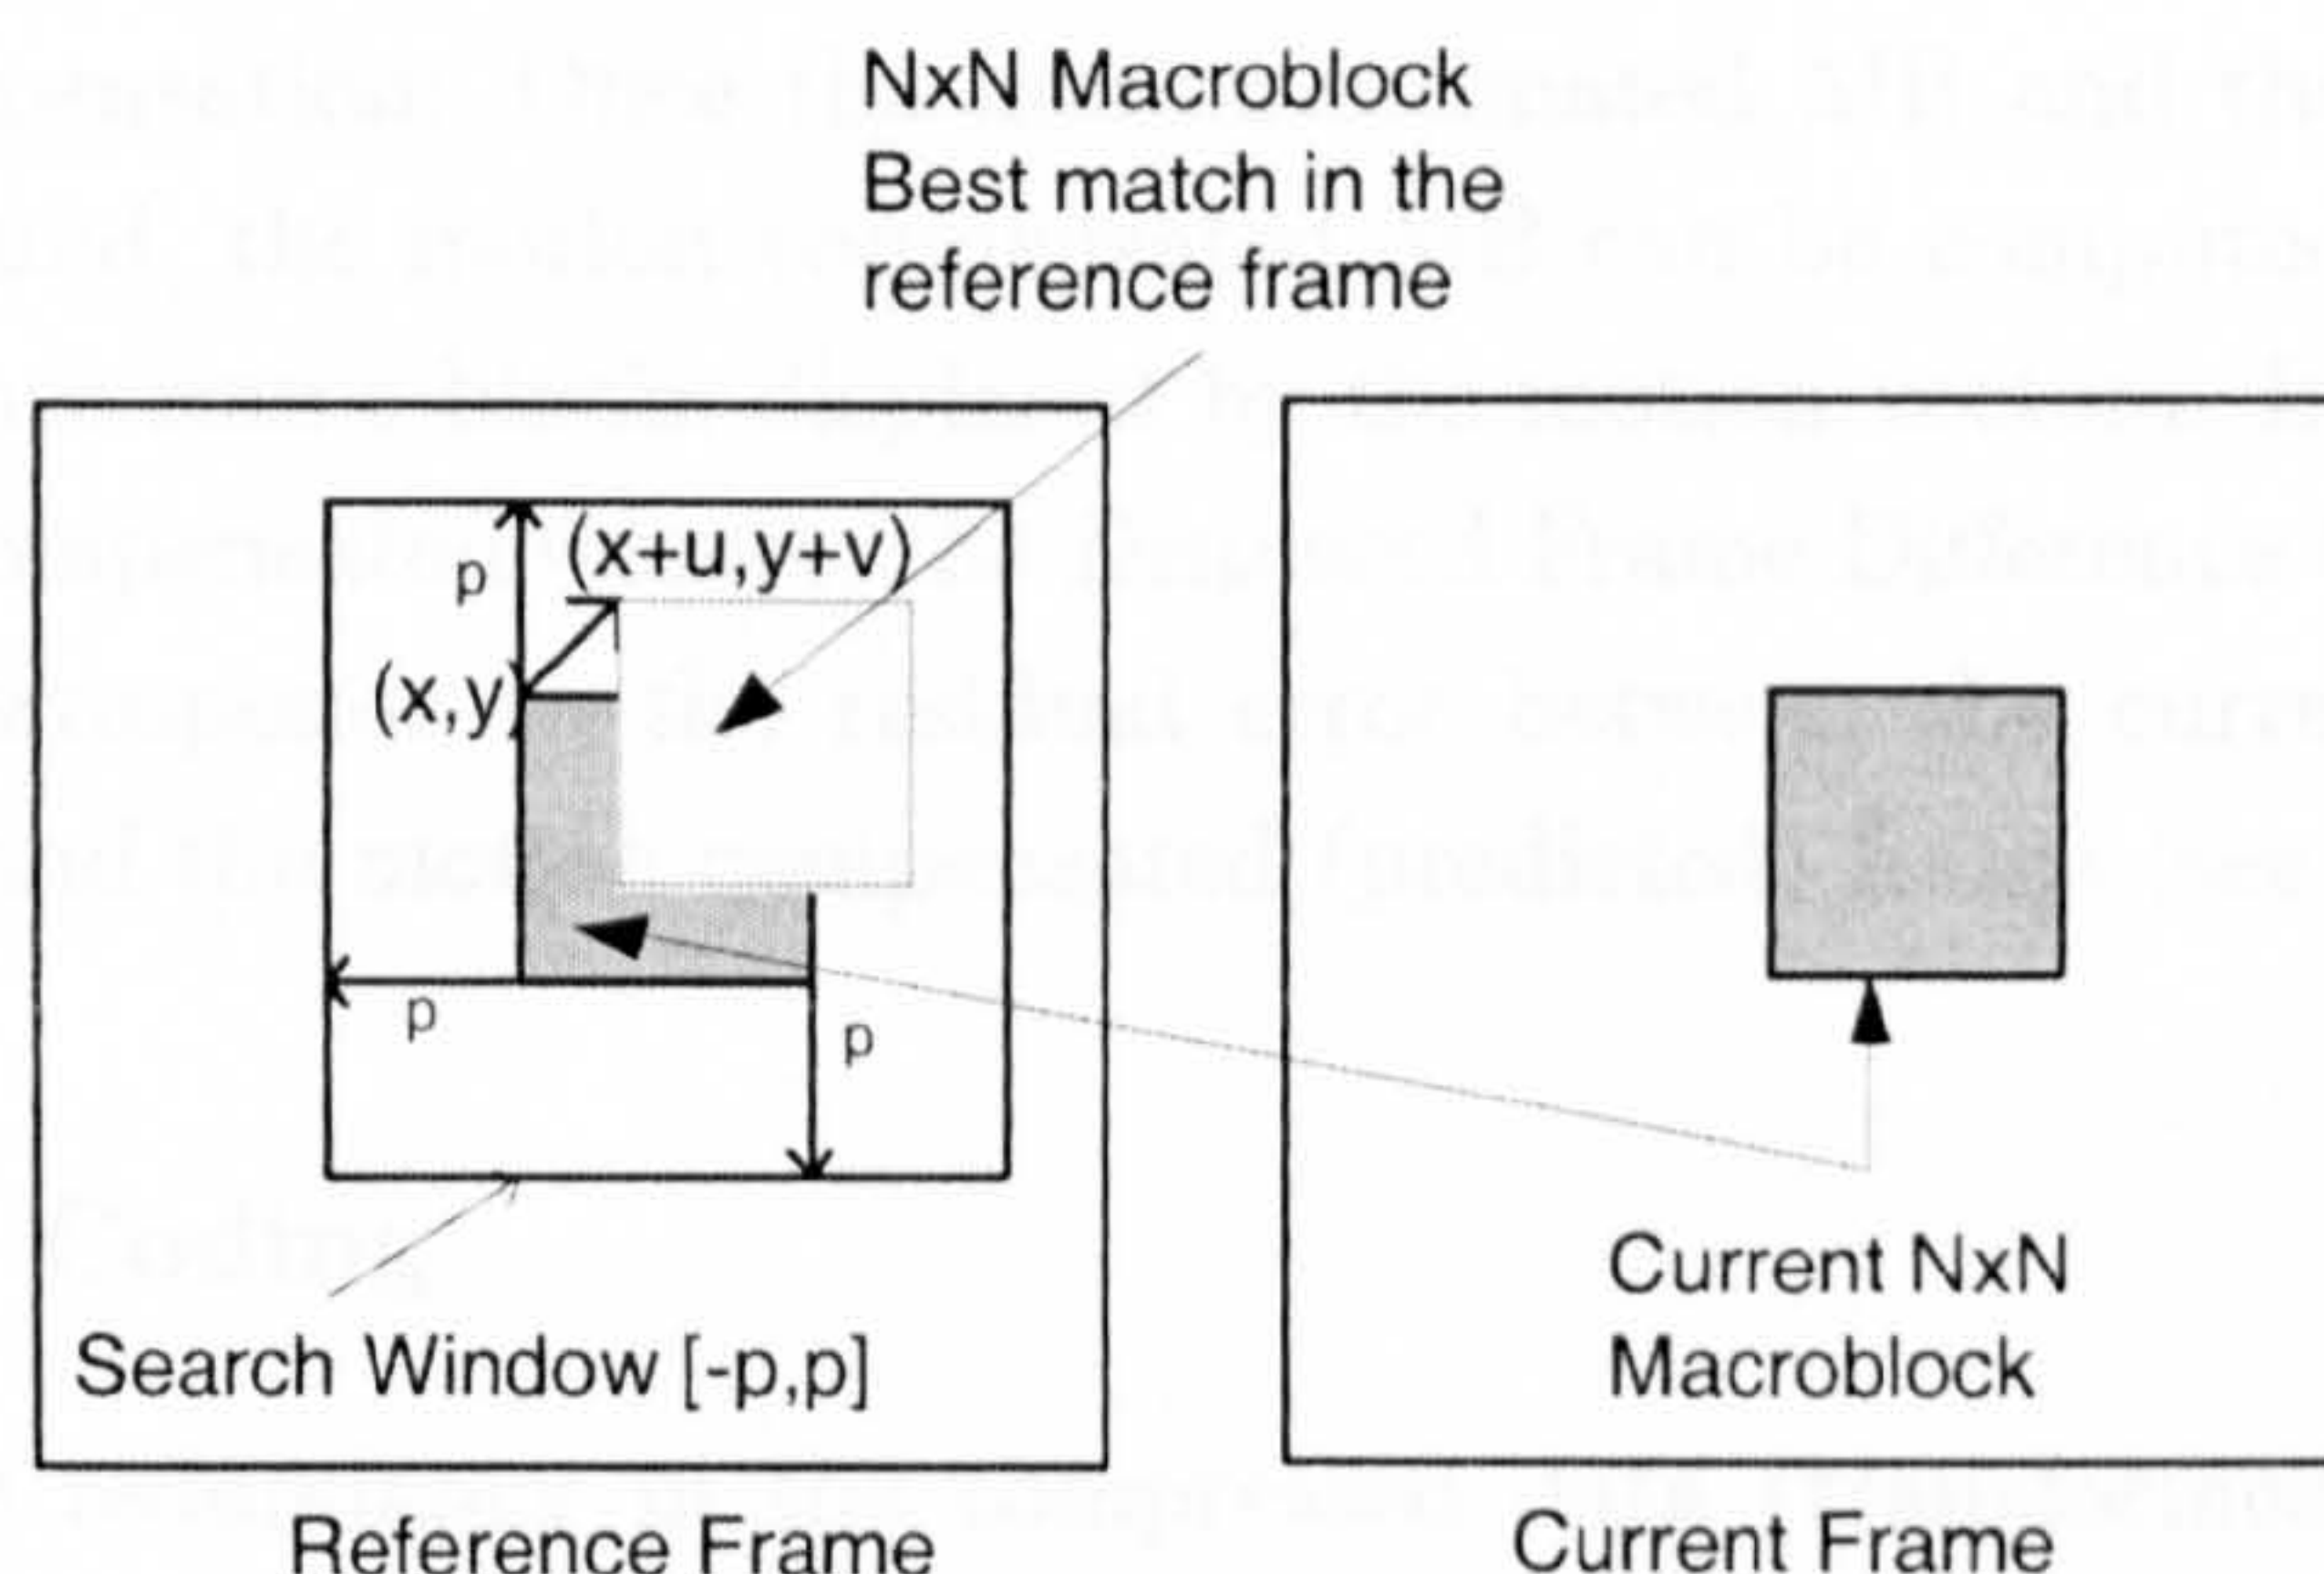 NxN Macroblock
Best match in the
reference frame
p
(x+u,y+v)
(x,y)
p
p
Search Window [-p,p]
Current NxN
Macroblock
Reference Frame
Current Frame